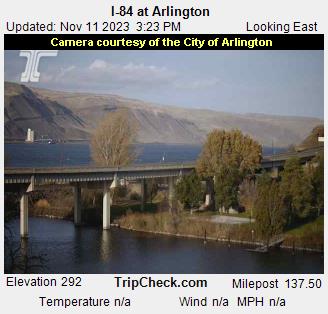 I-84 at Arlington
Updated: Nov 11 2023 3:23 PM Looking East
Camera courtesy of the City of Arlington
Elevation 292 TripCheck.com Milepost 137.50
Temperature n/a Wind n/a MPH n/a